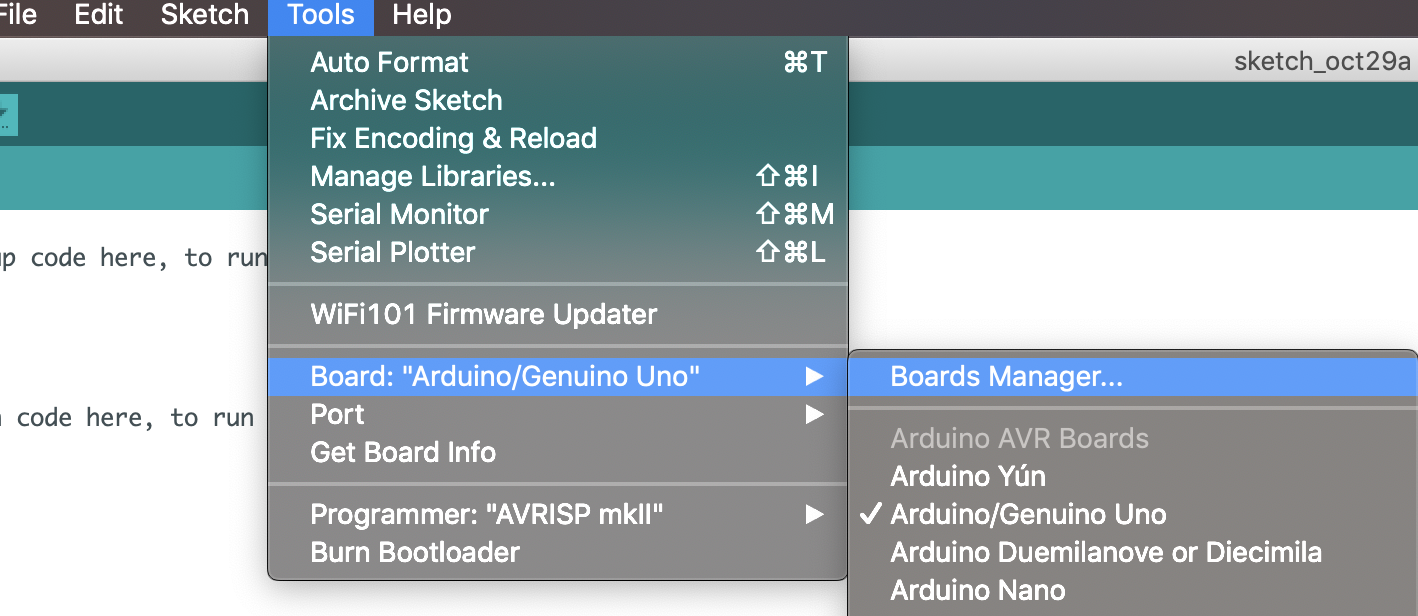 File Edit Sketch Tools Help
sketch_oct29a
Auto Format ⌘T
Archive Sketch
Fix Encoding & Reload
Manage Libraries... ⇧⌘I
Serial Monitor ⇧⌘M
Serial Plotter ⇧⌘L
up code here, to run
WiFi101 Firmware Updater
Board: "Arduino/Genuino Uno" ▶
Boards Manager...
Port ▶
code here, to run
Get Board Info
Programmer: "AVRISP mkII" ▶
Burn Bootloader
Arduino AVR Boards
Arduino Yún
✓ Arduino/Genuino Uno
Arduino Duemilanove or Diecimila
Arduino Nano